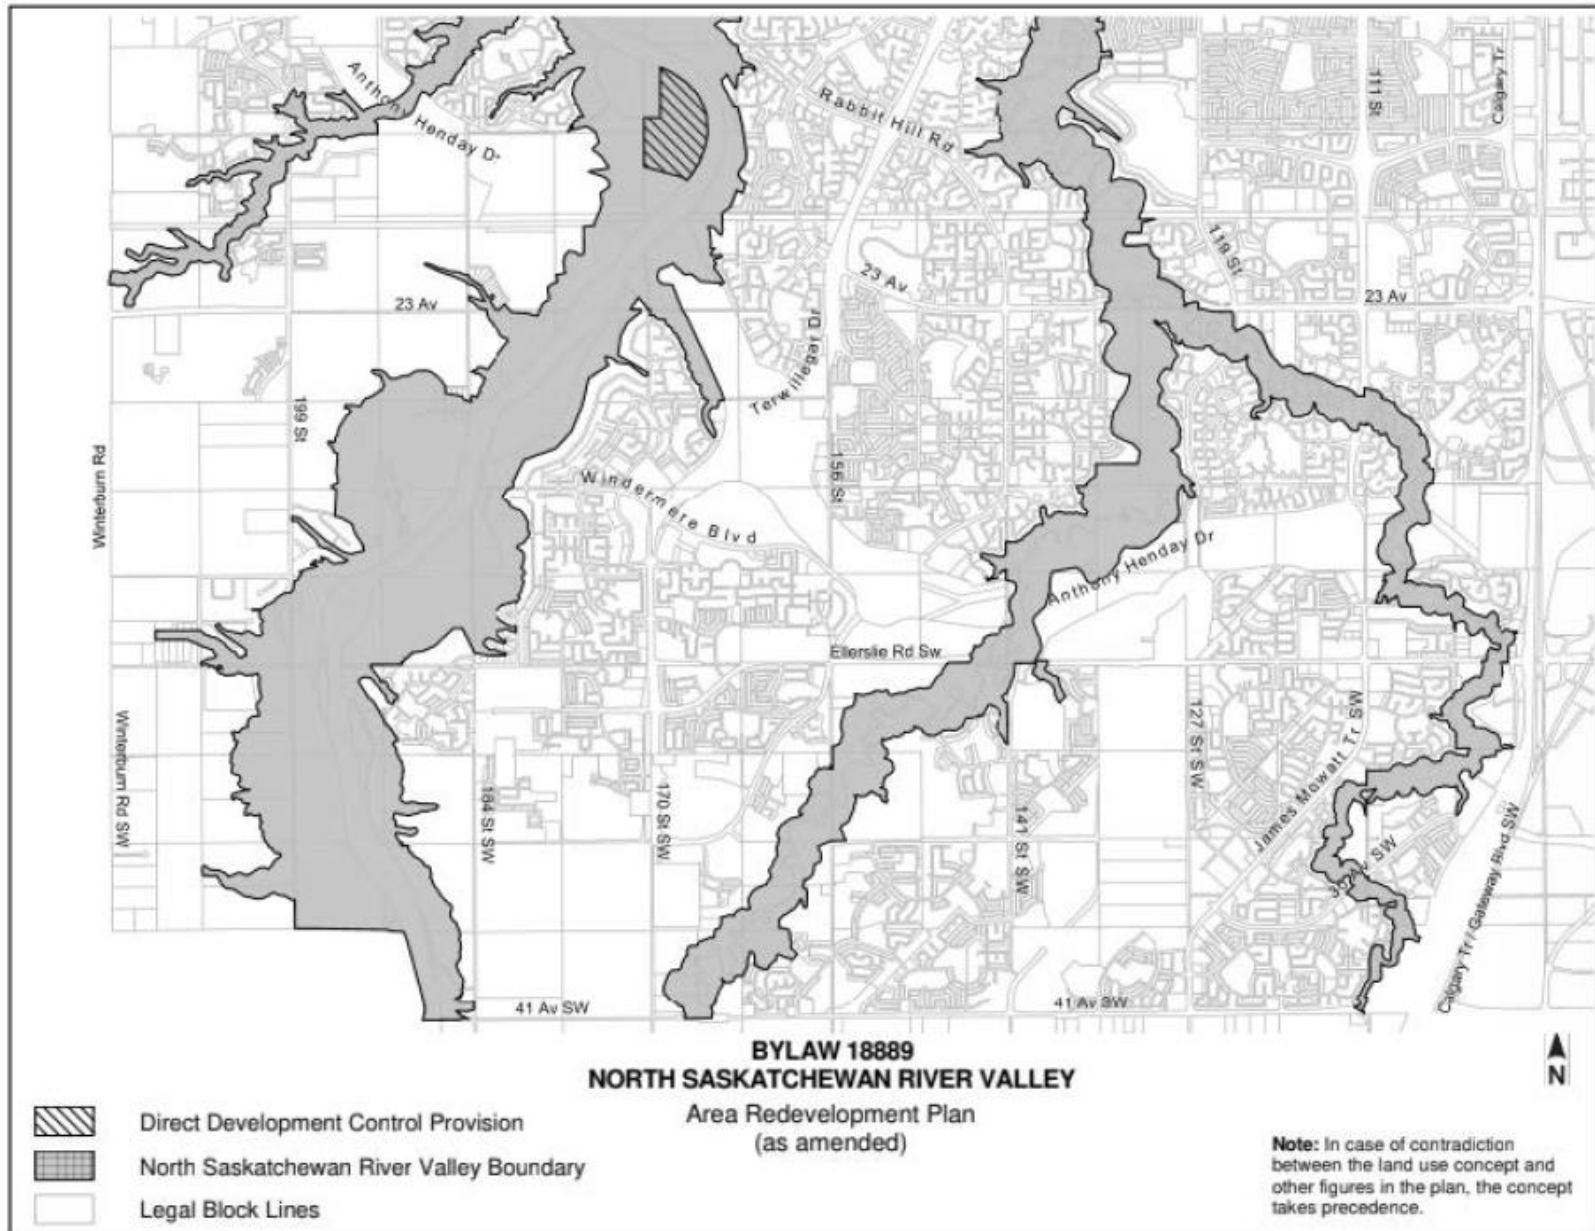 Anthony Henday Dr
Rabbit Hill Rd
111 St
Calgary Tr
119 St
23 Av
23 Av
23 Av
Terwillegar Dr
199 St
Winterburn Rd
156 St
Windermere Blvd
Anthony Henday Dr
Ellerslie Rd Sw
Winterburn Rd SW
184 St SW
170 St SW
141 St SW
127 St SW
James Mowatt Tr SW
Av SW
Calgary Tr / Gateway Blvd SW
41 Av SW
41 Av SW
BYLAW 18889
NORTH SASKATCHEWAN RIVER VALLEY
Area Redevelopment Plan
(as amended)
N
Direct Development Control Provision
North Saskatchewan River Valley Boundary
Legal Block Lines
Note: In case of contradiction
between the land use concept and
other figures in the plan, the concept
takes precedence.